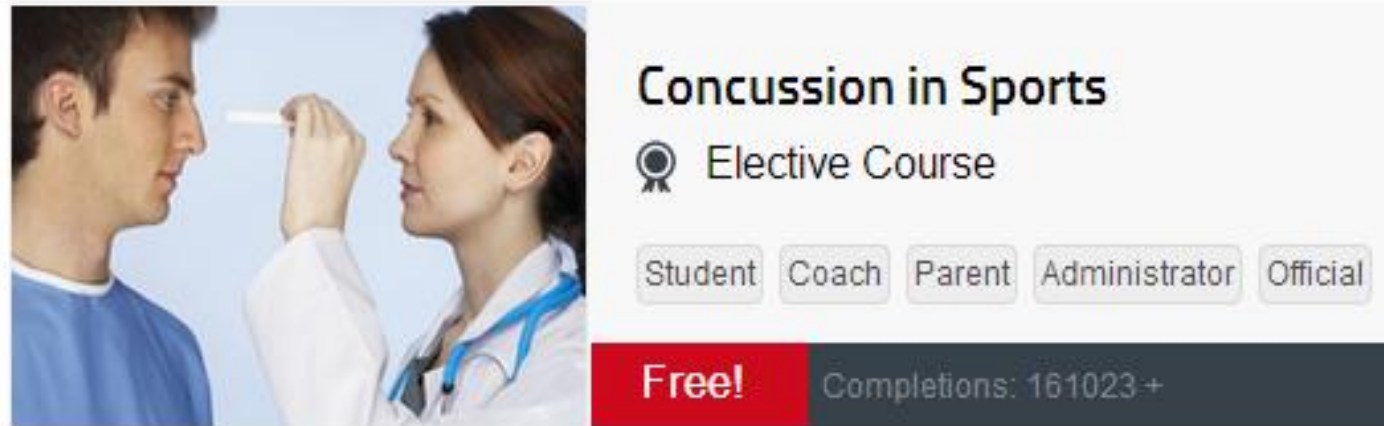 Concussion in Sports
Elective Course
Student Coach Parent Administrator Official
Free! Completions: 161023 +